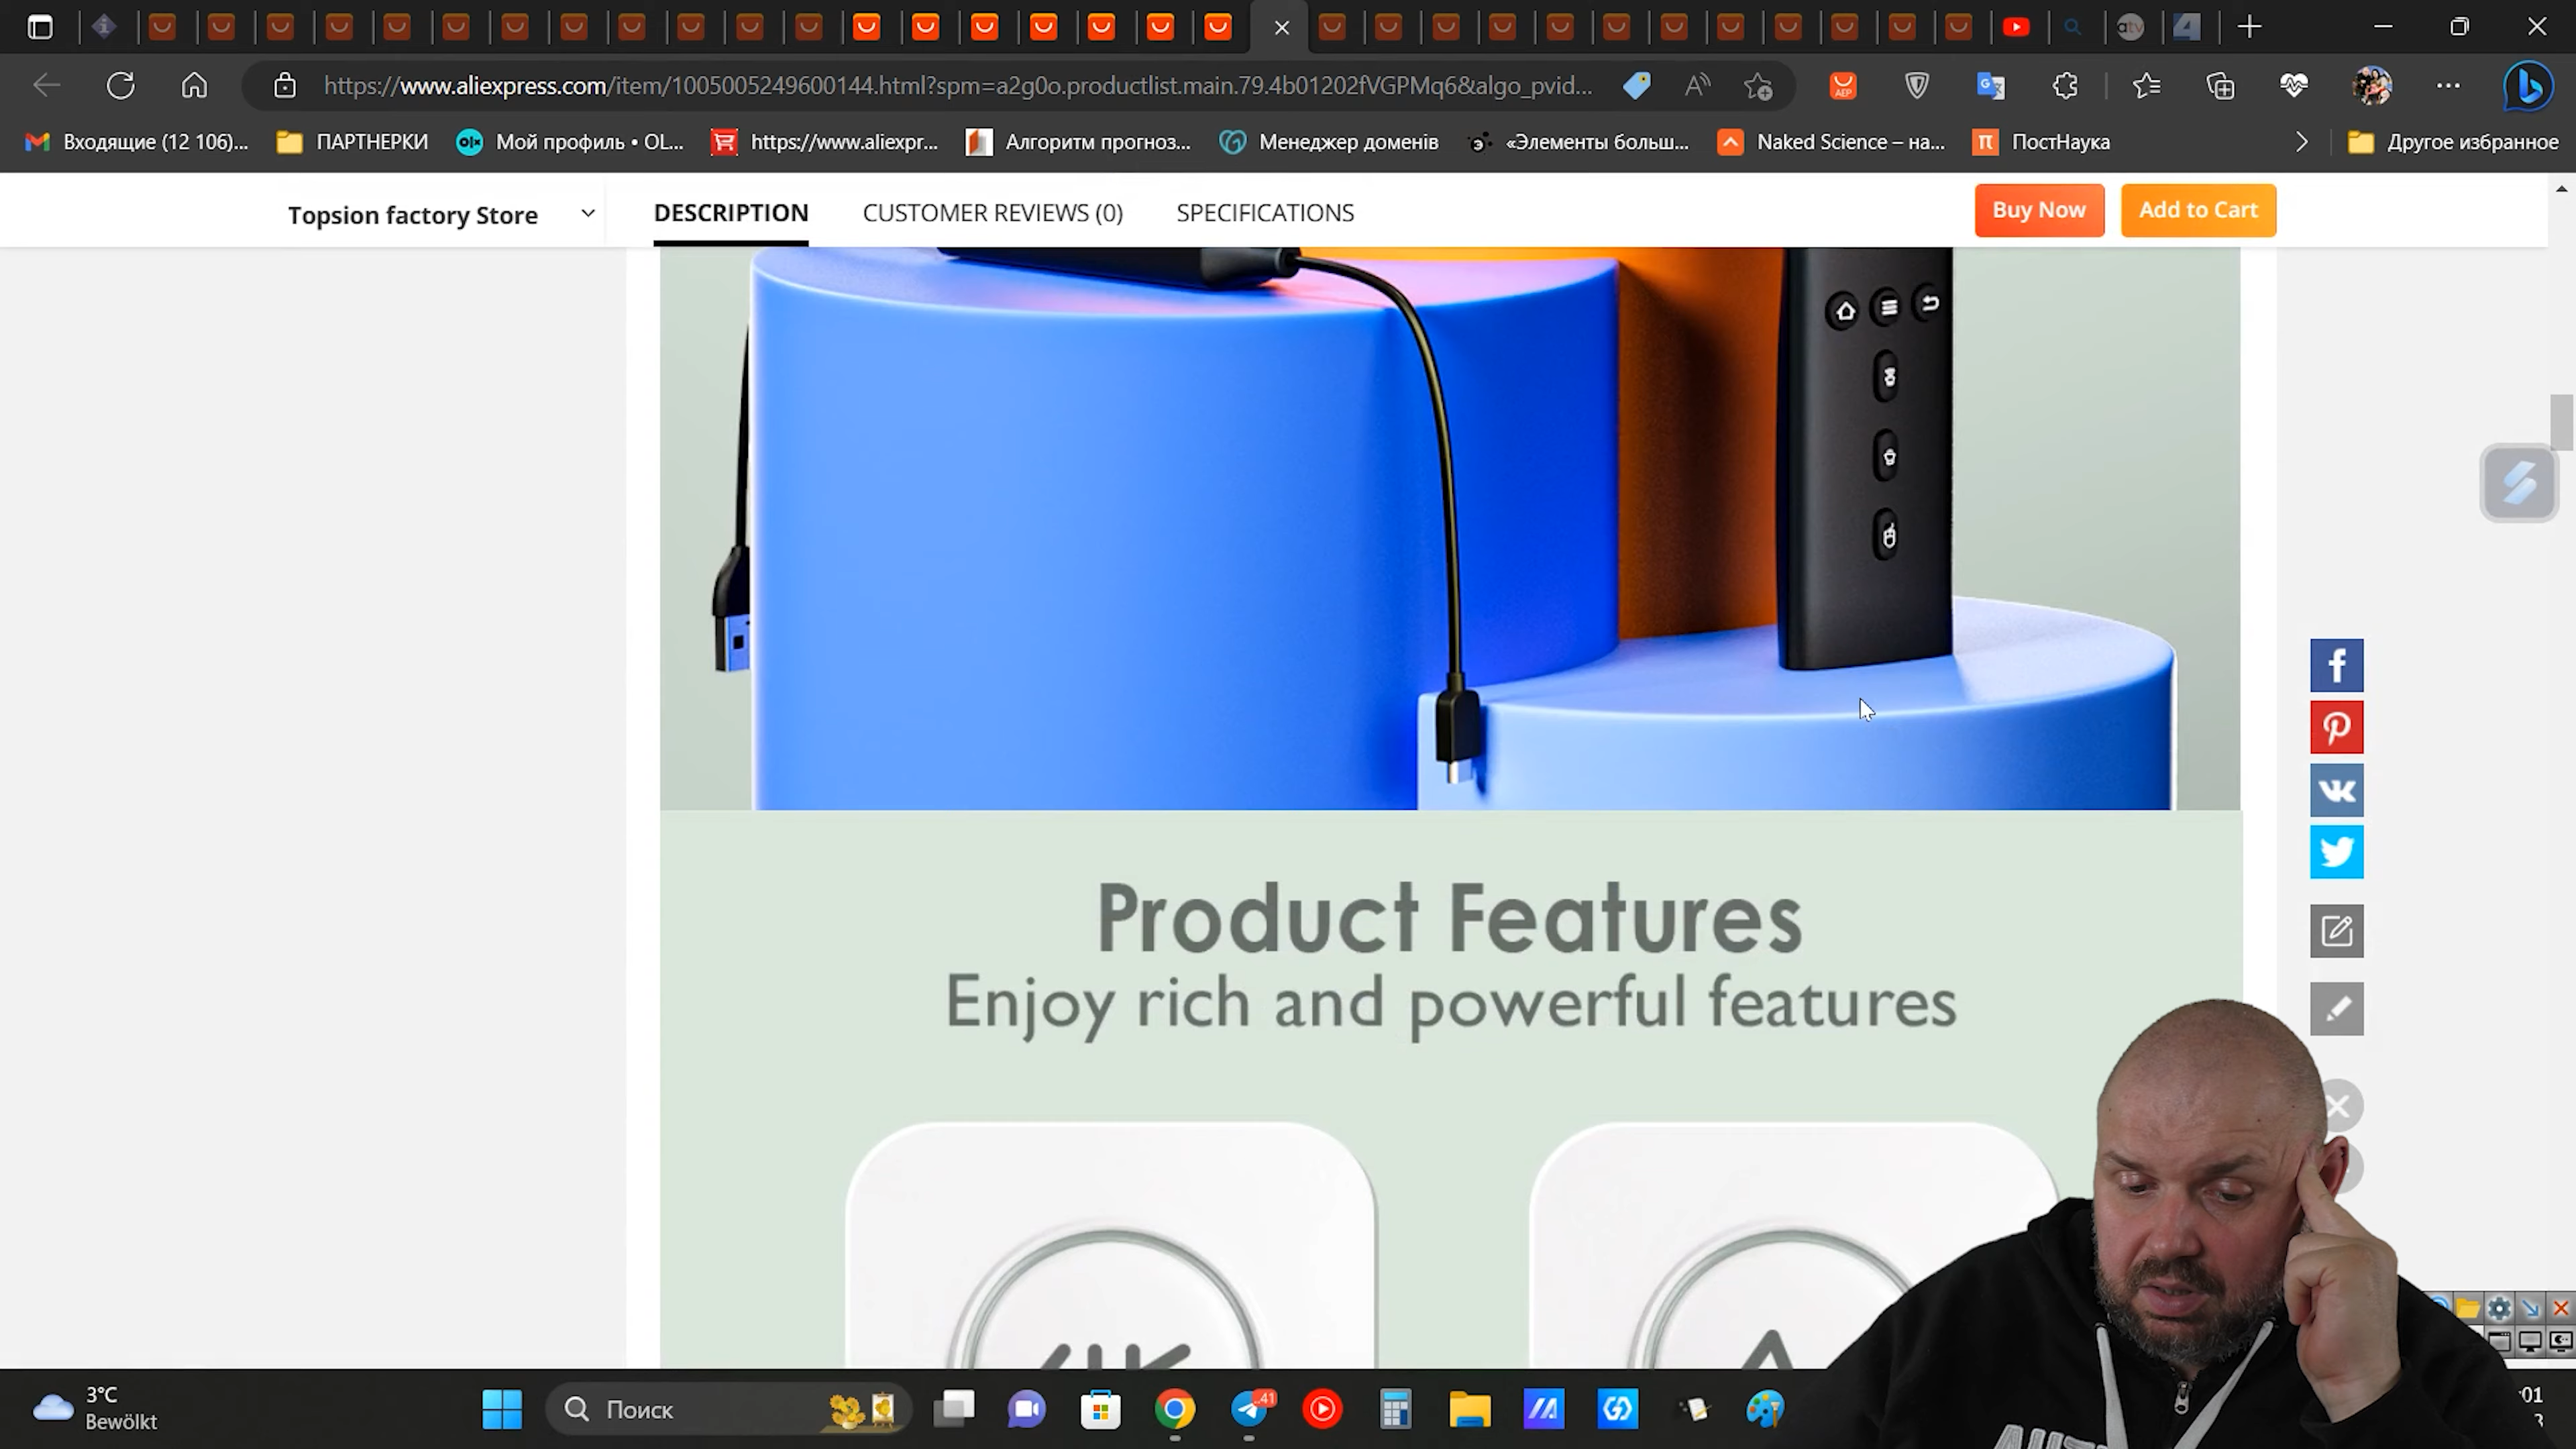 https://www.aliexpress.com/item/1005005249600144.html?spm=a2g0o.productlist.main.79.4b01202fVGPMq6&algo_pvid...
Входящие (12 106)...
ПАРТНЕРКИ
Мой профиль • OL...
https://www.aliexpr...
Алгоритм прогноз...
Менеджер доменів
«Элементы больш...
Naked Science – на...
ПостНаука
Другое избранное
Topsion factory Store
DESCRIPTION
CUSTOMER REVIEWS (0)
SPECIFICATIONS
Buy Now
Add to Cart
Product Features
Enjoy rich and powerful features
3°C
Bewölkt
Поиск
41